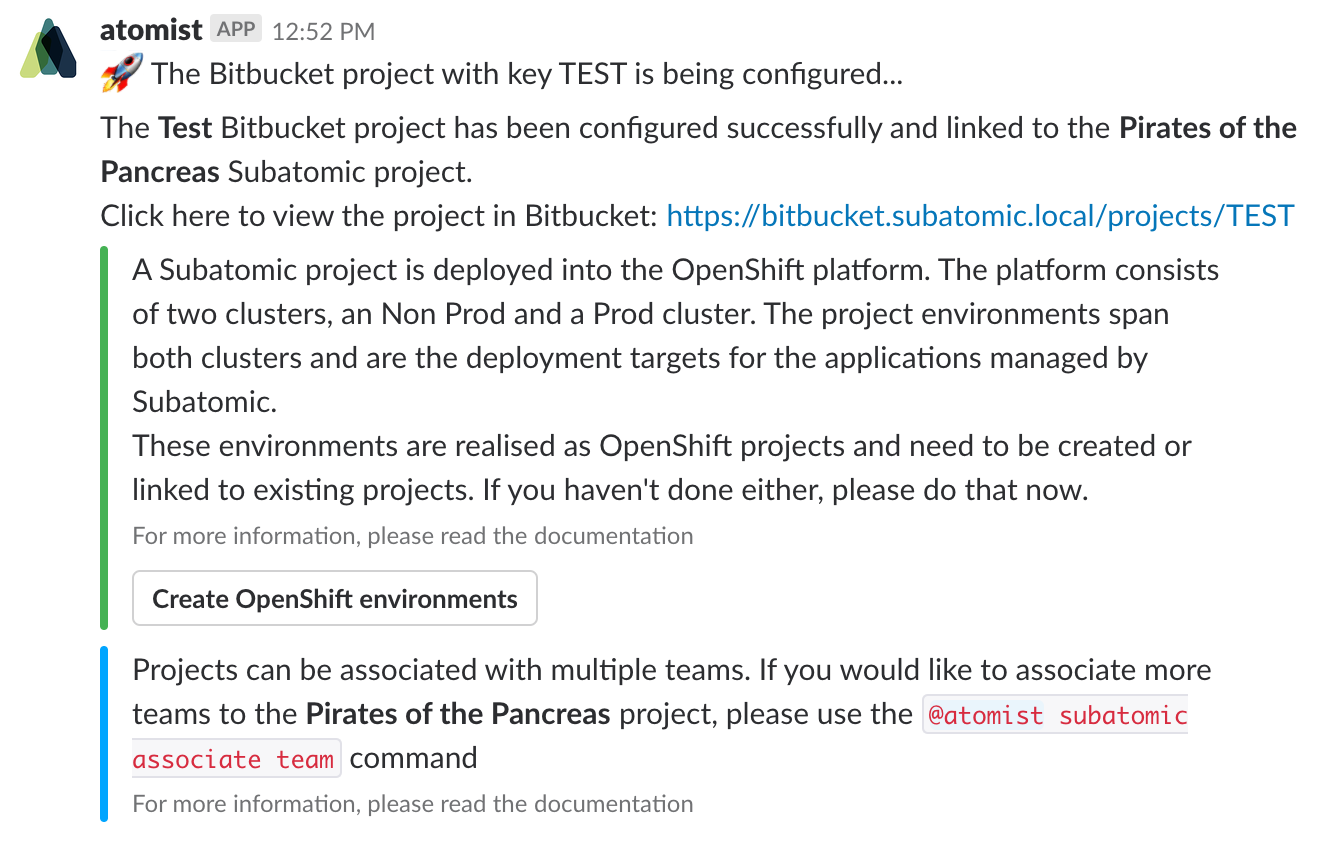 atomist APP 12:52 PM
🚀 The Bitbucket project with key TEST is being configured...
The Test Bitbucket project has been configured successfully and linked to the Pirates of the
Pancreas Subatomic project.
Click here to view the project in Bitbucket: https://bitbucket.subatomic.local/projects/TEST
A Subatomic project is deployed into the OpenShift platform. The platform consists
of two clusters, an Non Prod and a Prod cluster. The project environments span
both clusters and are the deployment targets for the applications managed by
Subatomic.
These environments are realised as OpenShift projects and need to be created or
linked to existing projects. If you haven't done either, please do that now.
For more information, please read the documentation
Create OpenShift environments
Projects can be associated with multiple teams. If you would like to associate more
teams to the Pirates of the Pancreas project, please use the @atomist subatomic
associate team command
For more information, please read the documentation